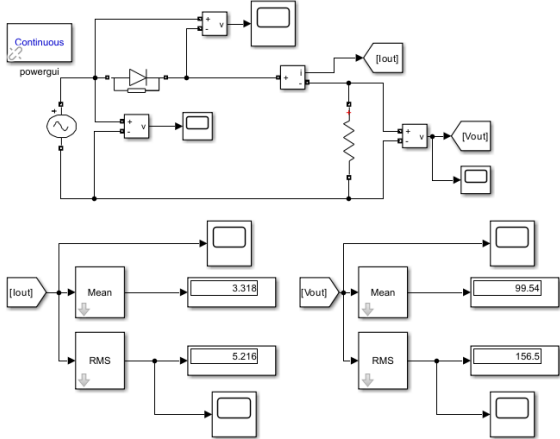 Continuous
powergui
+
-
v
+
-
i
[Iout]
+
+
-
v
+
+
-
v
[Vout]
[Iout]
Mean
3.318
RMS
5.216
[Vout]
Mean
99.54
RMS
156.5